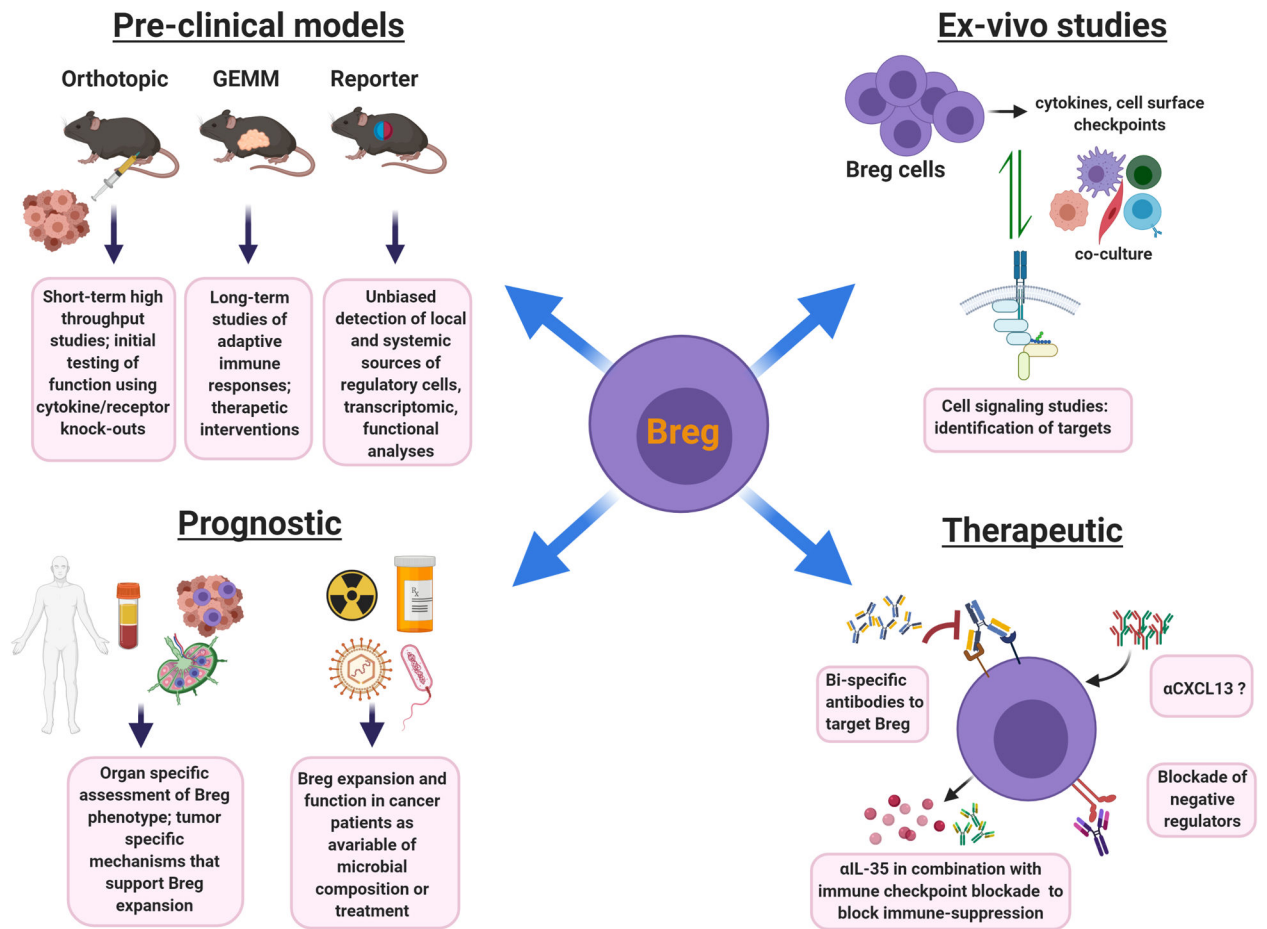 Pre-clinical models
Orthotopic
GEMM
Reporter
Short-term high
throughput
studies; initial
testing of
function using
cytokine/receptor
knock-outs
Long-term
studies of
adaptive
immune
responses;
therapetic
interventions
Unbiased
detection of local
and systemic
sources of
regulatory cells,
transcriptomic,
functional
analyses
Ex-vivo studies
Breg cells
cytokines, cell surface
checkpoints
co-culture
Cell signaling studies:
identification of targets
Breg
Prognostic
Rx
Organ specific
assessment of Breg
phenotype; tumor
specific
mechanisms that
support Breg
expansion
Breg expansion and
function in cancer
patients as
avariable of
microbial
composition or
treatment
Therapeutic
Bi-specific
antibodies to
target Breg
αCXCL13 ?
Blockade of
negative
regulators
αIL-35 in combination with
immune checkpoint blockade to
block immune-suppression